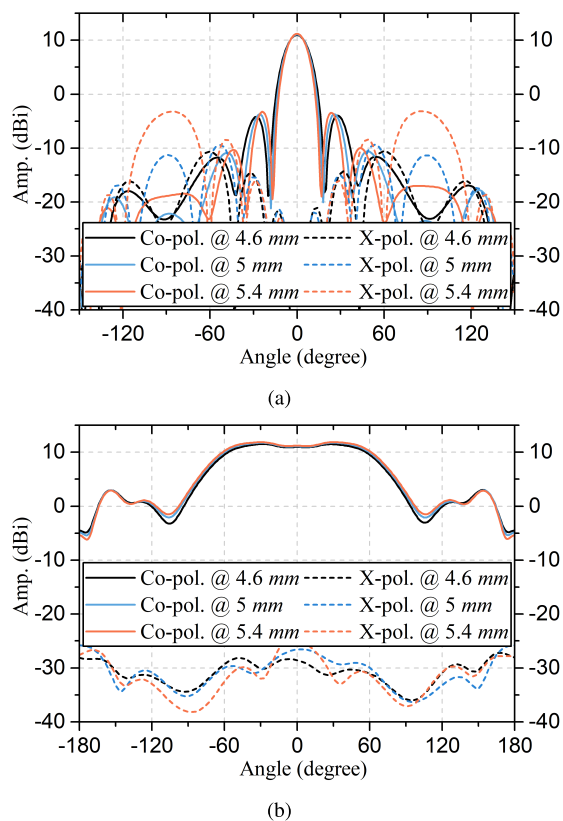 10 10
0 0
-10 -10
-20 -20
-30 -30
-40 -40
Amp. (dBi)
Co-pol. @ 4.6 mm X-pol. @ 4.6 mm
Co-pol. @ 5 mm X-pol. @ 5 mm
Co-pol. @ 5.4 mm X-pol. @ 5.4 mm
-120 -60 0 60 120
Angle (degree)
(a)
10 10
0 0
-10 -10
-20 -20
-30 -30
-40 -40
Amp. (dBi)
Co-pol. @ 4.6 mm X-pol. @ 4.6 mm
Co-pol. @ 5 mm X-pol. @ 5 mm
Co-pol. @ 5.4 mm X-pol. @ 5.4 mm
-180 -120 -60 0 60 120 180
Angle (degree)
(b)